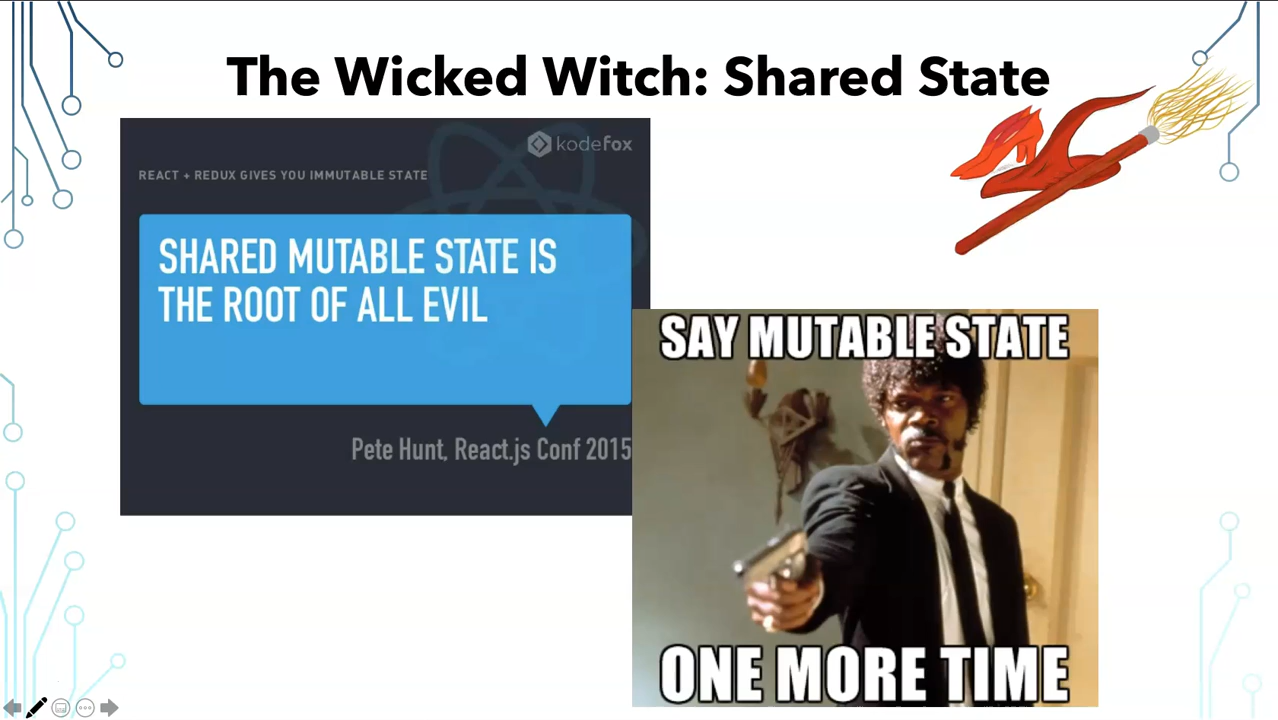 The Wicked Witch: Shared State
kodefox
REACT + REDUX GIVES YOU IMMUTABLE STATE
SHARED MUTABLE STATE IS
THE ROOT OF ALL EVIL
Pete Hunt, React.js Conf 2015
SAY MUTABLE STATE
ONE MORE TIME